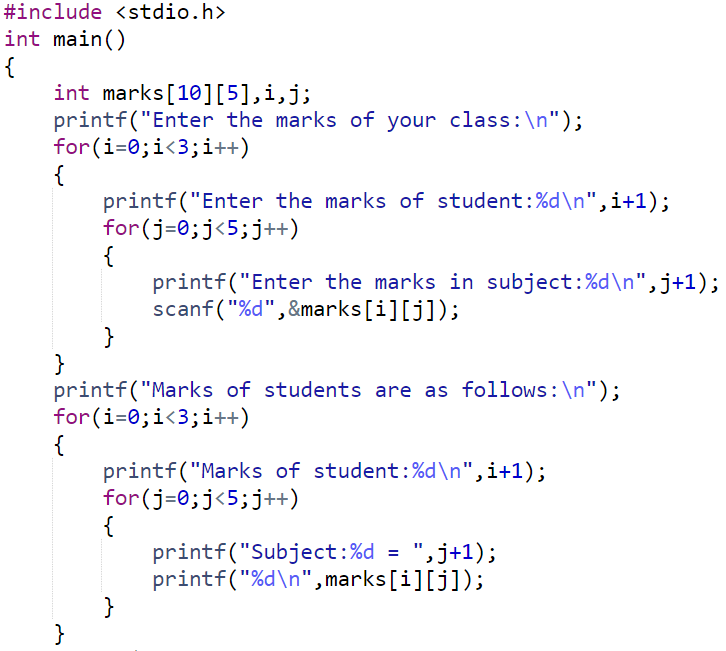 #include <stdio.h>
int main()
{
    int marks[10][5],i,j;
    printf("Enter the marks of your class:\n");
    for(i=0;i<3;i++)
    {
        printf("Enter the marks of student:%d\n",i+1);
        for(j=0;j<5;j++)
        {
            printf("Enter the marks in subject:%d\n",j+1);
            scanf("%d",&marks[i][j]);
        }
    }
    printf("Marks of students are as follows:\n");
    for(i=0;i<3;i++)
    {
        printf("Marks of student:%d\n",i+1);
        for(j=0;j<5;j++)
        {
            printf("Subject:%d = ",j+1);
            printf("%d\n",marks[i][j]);
        }
    }